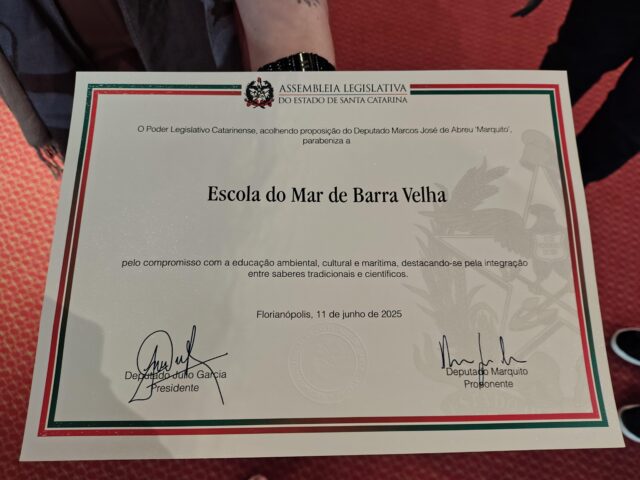 ASSEMBLEIA LEGISLATIVA
DO ESTADO DE SANTA CATARINA
O Poder Legislativo Catarinense, acolhendo proposição do Deputado Marcos José de Abreu 'Marquito',
parabeniza a
Escola do Mar de Barra Velha
pelo compromisso com a educação ambiental, cultural e marítima, destacando-se pela integração
entre saberes tradicionais e científicos.
Florianópolis, 11 de junho de 2025
Deputado Julio Garcia
Presidente
Deputado Marquito
Proponente